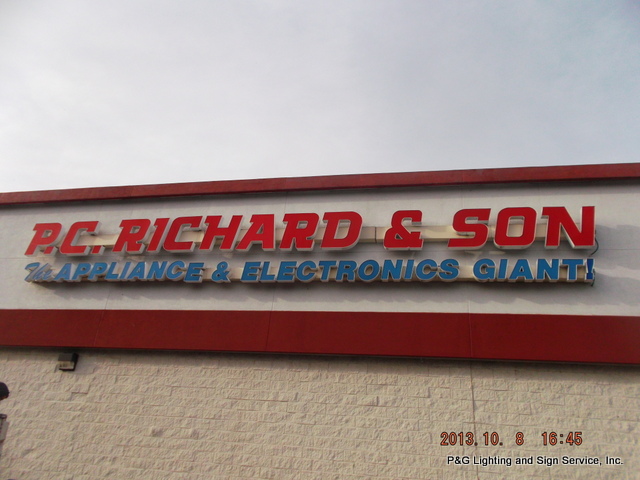 P.C. RICHARD & SON
The APPLIANCE & ELECTRONICS GIANT!
2013.10. 8 16:45
P&G Lighting and Sign Service, Inc.